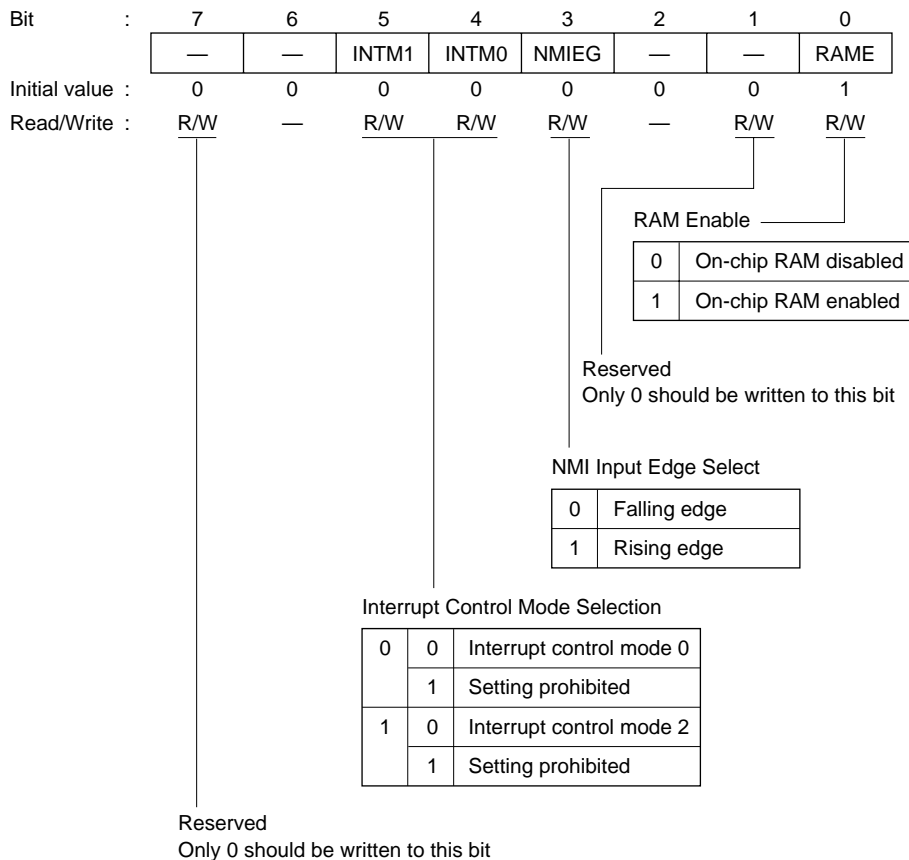 Bit : 7 6 5 4 3 2 1 0
— — INTM1 INTM0 NMIEG — — RAME
Initial value : 0 0 0 0 0 0 0 1
Read/Write : R/W — R/W R/W R/W — R/W R/W
RAM Enable
0 On-chip RAM disabled
1 On-chip RAM enabled
Reserved
Only 0 should be written to this bit
NMI Input Edge Select
0 Falling edge
1 Rising edge
Interrupt Control Mode Selection
0 0 Interrupt control mode 0
1 Setting prohibited
1 0 Interrupt control mode 2
1 Setting prohibited
Reserved
Only 0 should be written to this bit